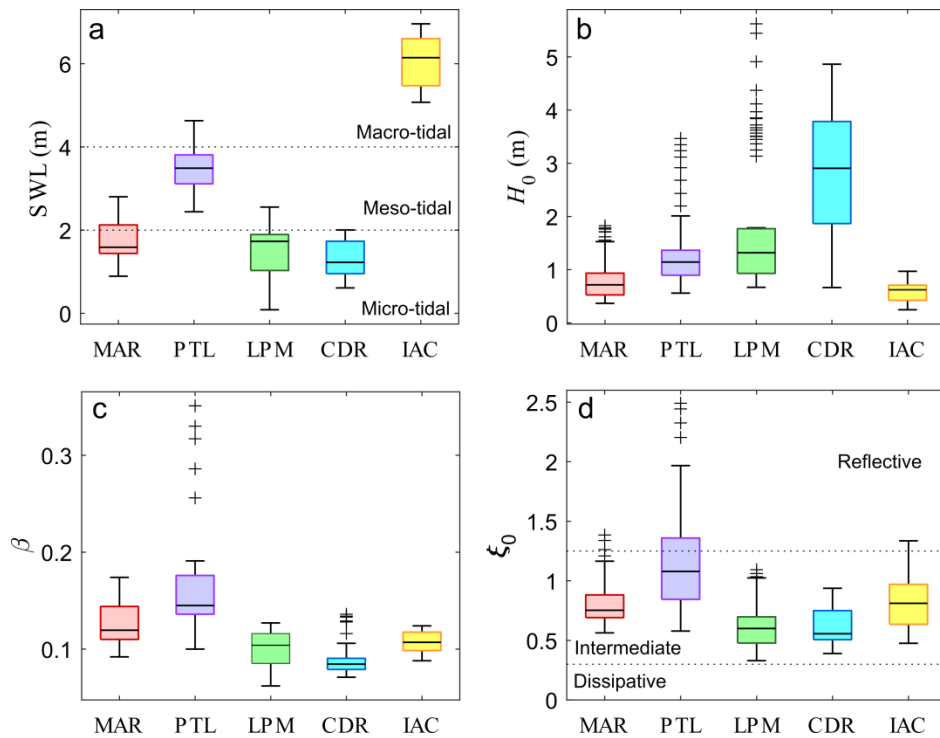 a
SWL (m)
6
4
2
0
Macro-tidal
Meso-tidal
Micro-tidal
MAR PTL LPM CDR IAC
b
H0 (m)
5
4
3
2
1
0
MAR PTL LPM CDR IAC
c
β
0.3
0.2
0.1
MAR PTL LPM CDR IAC
d
ξ0
2.5
2
1.5
1
0.5
0
Reflective
Intermediate
Dissipative
MAR PTL LPM CDR IAC